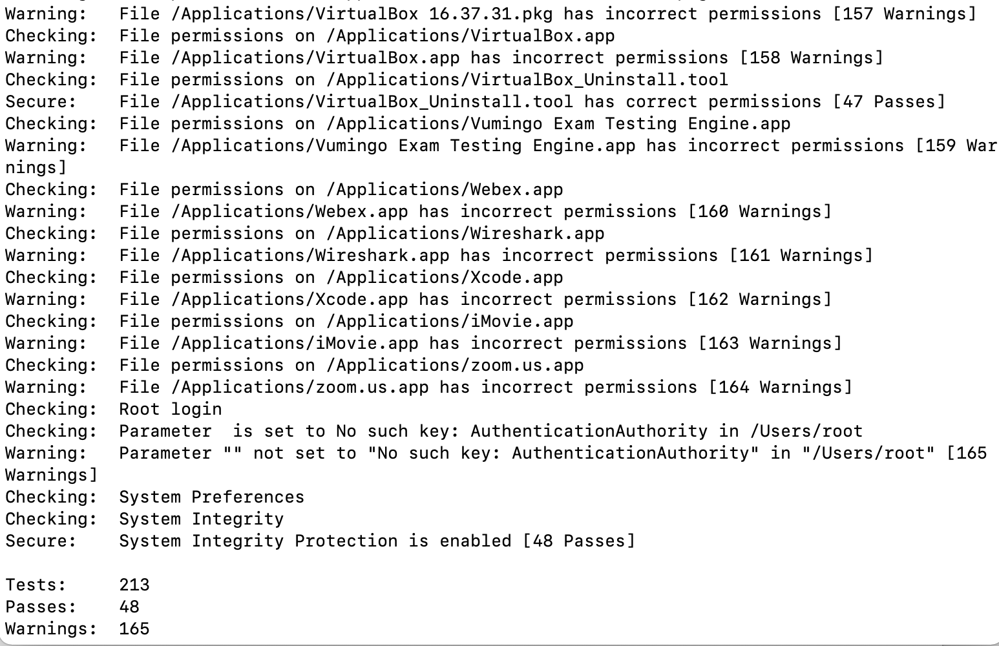 Warning:   File /Applications/VirtualBox 16.37.31.pkg has incorrect permissions [157 Warnings]
Checking:  File permissions on /Applications/VirtualBox.app
Warning:   File /Applications/VirtualBox.app has incorrect permissions [158 Warnings]
Checking:  File permissions on /Applications/VirtualBox_Uninstall.tool
Secure:    File /Applications/VirtualBox_Uninstall.tool has correct permissions [47 Passes]
Checking:  File permissions on /Applications/Vumingo Exam Testing Engine.app
Warning:   File /Applications/Vumingo Exam Testing Engine.app has incorrect permissions [159 War
nings]
Checking:  File permissions on /Applications/Webex.app
Warning:   File /Applications/Webex.app has incorrect permissions [160 Warnings]
Checking:  File permissions on /Applications/Wireshark.app
Warning:   File /Applications/Wireshark.app has incorrect permissions [161 Warnings]
Checking:  File permissions on /Applications/Xcode.app
Warning:   File /Applications/Xcode.app has incorrect permissions [162 Warnings]
Checking:  File permissions on /Applications/iMovie.app
Warning:   File /Applications/iMovie.app has incorrect permissions [163 Warnings]
Checking:  File permissions on /Applications/zoom.us.app
Warning:   File /Applications/zoom.us.app has incorrect permissions [164 Warnings]
Checking:  Root login
Checking:  Parameter  is set to No such key: AuthenticationAuthority in /Users/root
Warning:   Parameter "" not set to "No such key: AuthenticationAuthority" in "/Users/root" [165
Warnings]
Checking:  System Preferences
Checking:  System Integrity
Secure:    System Integrity Protection is enabled [48 Passes]
Tests:     213
Passes:    48
Warnings:  165